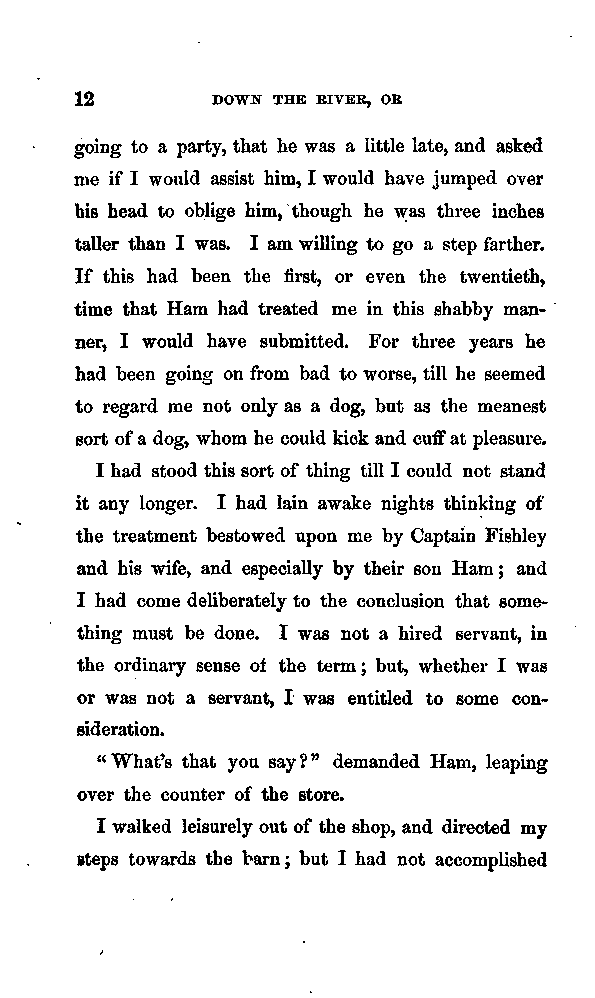 12 DOWN THE RIVER, OR
going to a party, that he was a little late, and asked
me if I would assist him, I would have jumped over
his head to oblige him, though he was three inches
taller than I was. I am willing to go a step farther.
If this had been the first, or even the twentieth,
time that Ham had treated me in this shabby man-
ner, I would have submitted. For three years he
had been going on from bad to worse, till he seemed
to regard me not only as a dog, but as the meanest
sort of a dog, whom he could kick and cuff at pleasure.
I had stood this sort of thing till I could not stand
it any longer. I had lain awake nights thinking of
the treatment bestowed upon me by Captain Fishley
and his wife, and especially by their son Ham; and
I had come deliberately to the conclusion that some-
thing must be done. I was not a hired servant, in
the ordinary sense of the term; but, whether I was
or was not a servant, I was entitled to some con-
sideration.
"What's that you say?" demanded Ham, leaping
over the counter of the store.
I walked leisurely out of the shop, and directed my
steps towards the barn; but I had not accomplished